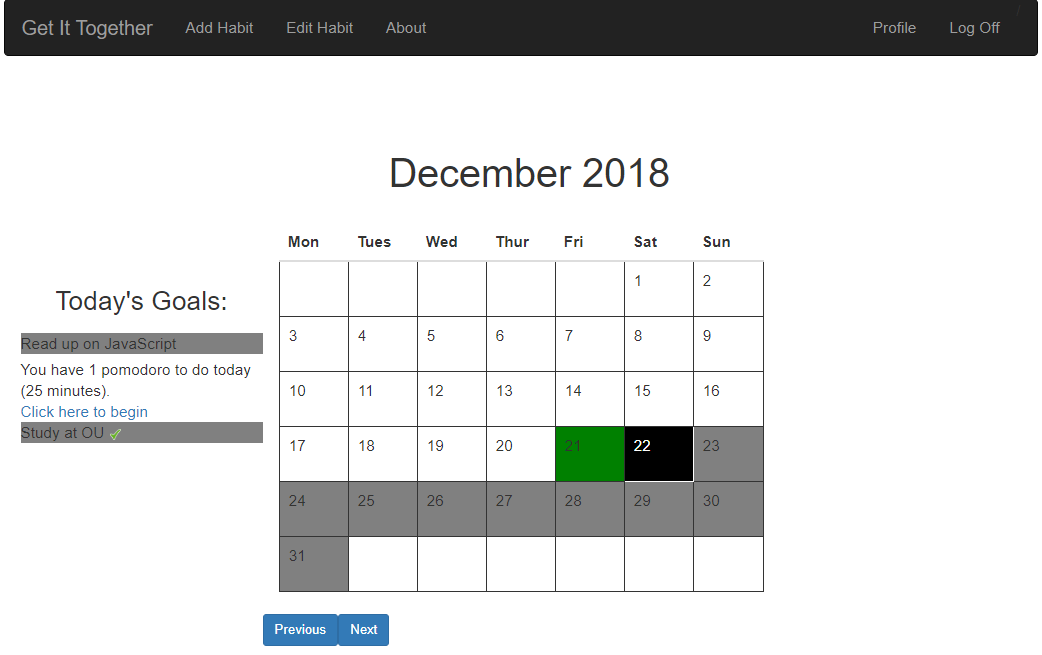 Get It Together Add Habit Edit Habit About Profile Log Off
December 2018
Mon Tues Wed Thur Fri Sat Sun
1 2
3 4 5 6 7 8 9
10 11 12 13 14 15 16
17 18 19 20 21 22 23
24 25 26 27 28 29 30
31
Today's Goals:
Read up on JavaScript
You have 1 pomodoro to do today
(25 minutes).
Click here to begin
Study at OU
Previous Next